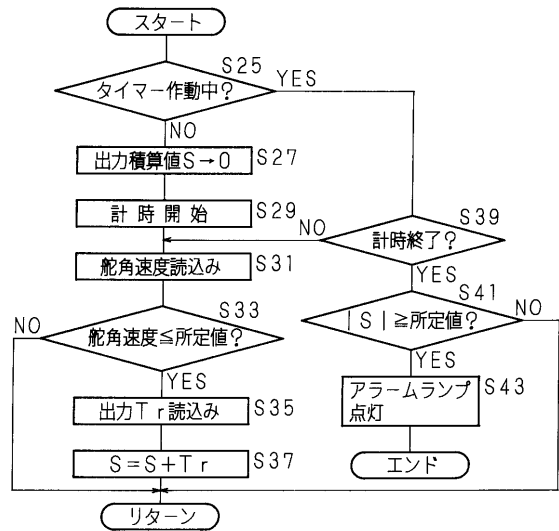 スタート
S25
タイマー作動中？
YES
NO
出力積算値S→0
S27
計時開始
S29
NO
S39
計時終了？
舵角速度読込み
S31
YES
S41
S33
NO
舵角速度≦所定値？
｜S｜≧所定値？
NO
YES
YES
出力Tr読込み
S35
アラームランプ
点灯
S43
S＝S＋Tr
S37
エンド
リターン